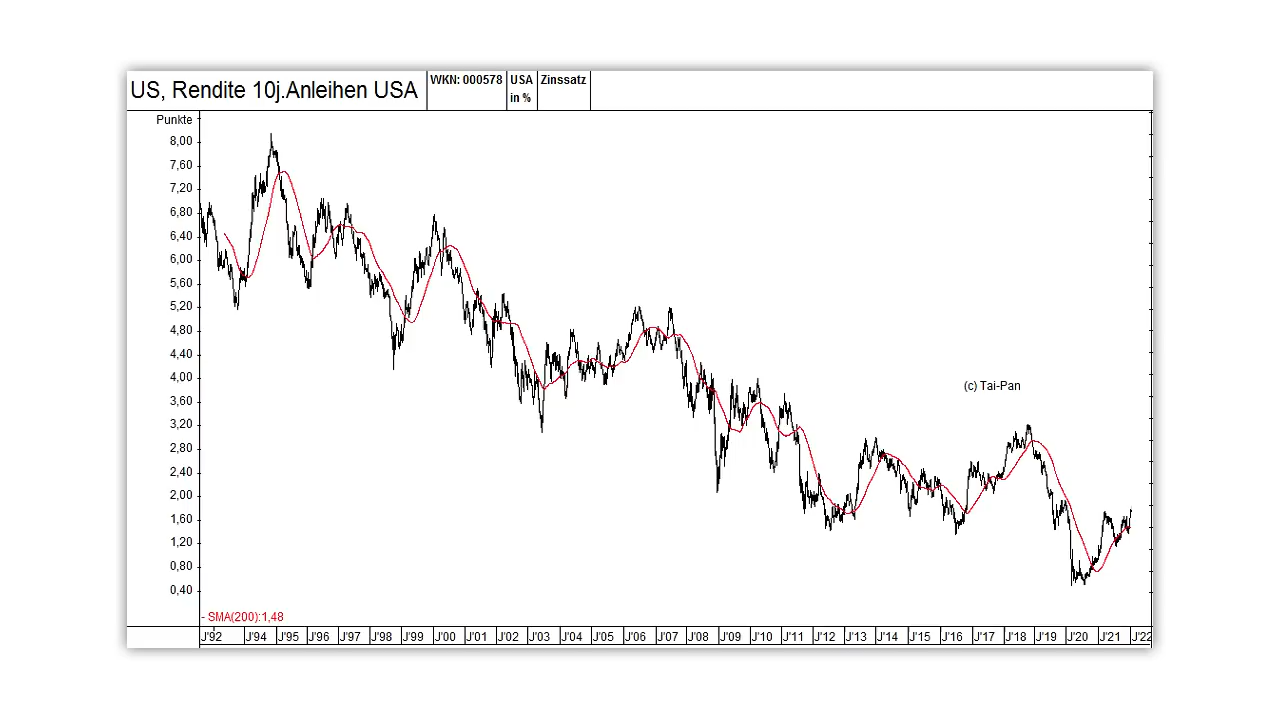 US, Rendite 10j.Anleihen USA
WKN: 000578
USA
in %
Zinssatz
Punkte
8,00
7,60
7,20
6,80
6,40
6,00
5,60
5,20
4,80
4,40
4,00
3,60
3,20
2,80
2,40
2,00
1,60
1,20
0,80
0,40
(c) Tai-Pan
- SMA(200):1,48
J'92 J'94 J'95 J'96 J'97 J'98 J'99 J'00 J'01 J'02 J'03 J'04 J'05 J'06 J'07 J'08 J'09 J'10 J'11 J'12 J'13 J'14 J'15 J'16 J'17 J'18 J'19 J'20 J'21 J'22